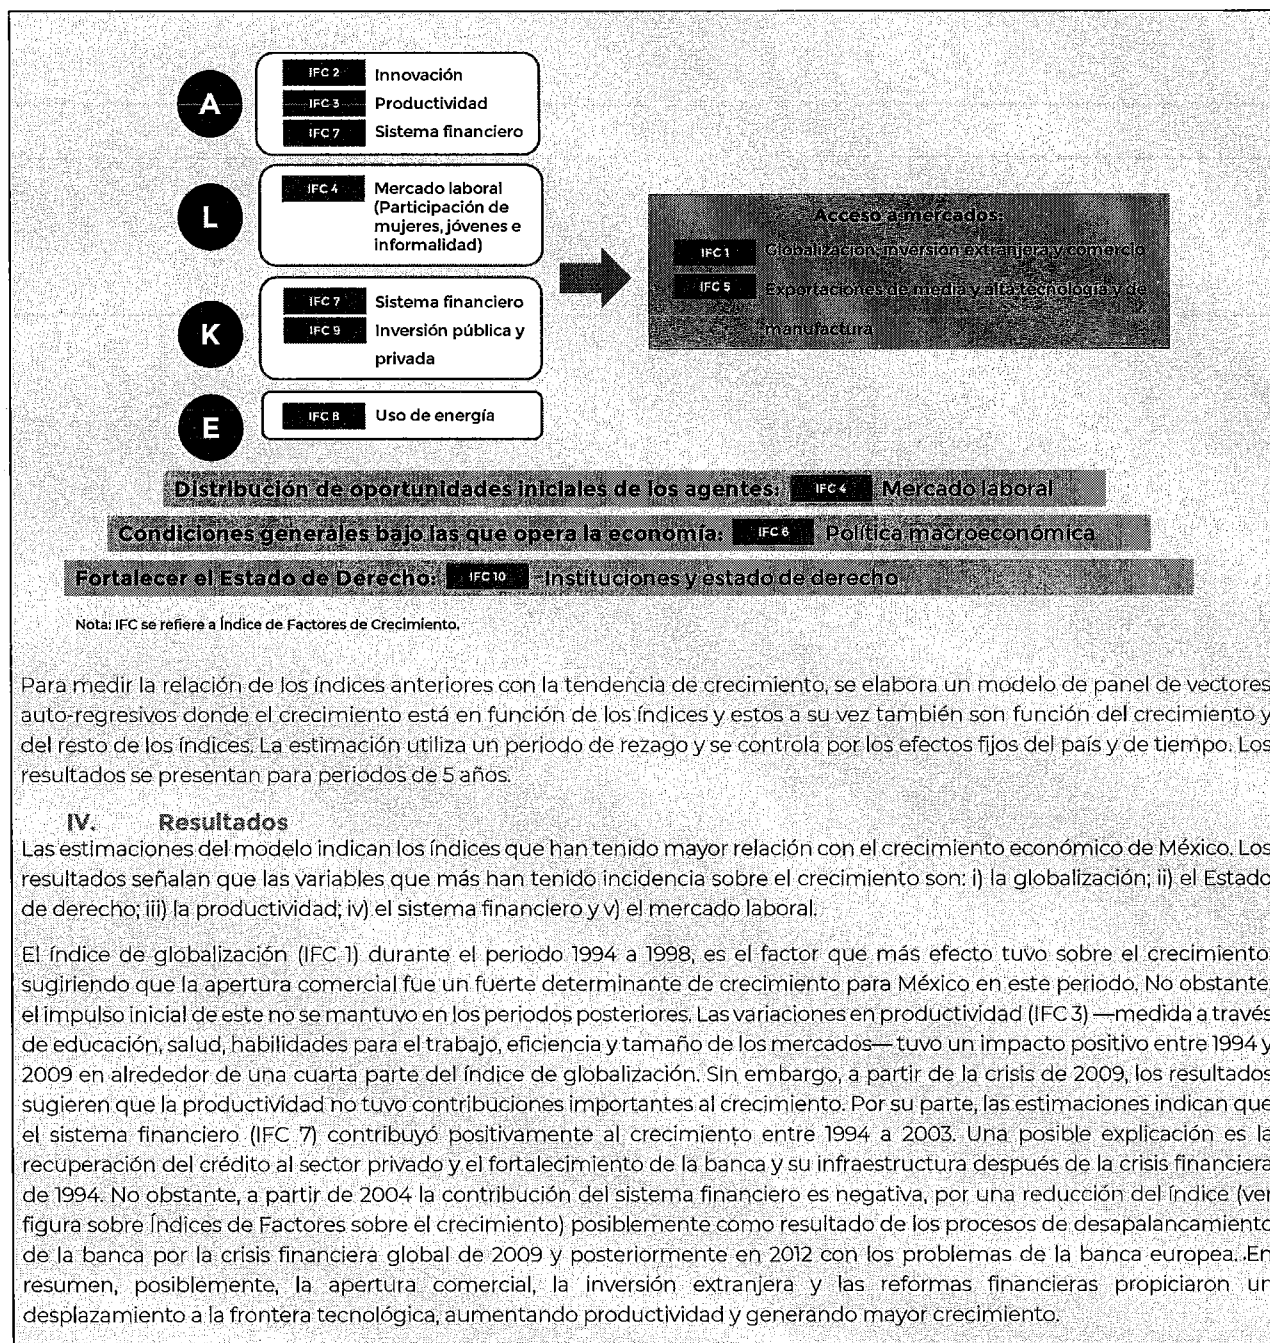 A
IFC 2 Innovación
IFC 3 Productividad
IFC 7 Sistema financiero
L
IFC 4 Mercado laboral
(Participación de
mujeres, jóvenes e
informalidad)
K
IFC 7 Sistema financiero
IFC 9 Inversión pública y
privada
E
IFC 8 Uso de energía
Acceso a mercados:
IFC 1 Globalización, inversión extranjera y comercio
IFC 5 Exportaciones de media y alta tecnología y de
manufactura
Distribución de oportunidades iniciales de los agentes: IFC 4 Mercado laboral
Condiciones generales bajo las que opera la economía: IFC 6 Política macroeconómica
Fortalecer el Estado de Derecho: IFC 10 Instituciones y estado de derecho
Nota: IFC se refiere a Índice de Factores de Crecimiento.
Para medir la relación de los índices anteriores con la tendencia de crecimiento, se elabora un modelo de panel de vectores
auto-regresivos donde el crecimiento está en función de los índices y estos a su vez también son función del crecimiento y
del resto de los índices. La estimación utiliza un periodo de rezago y se controla por los efectos fijos del país y de tiempo. Los
resultados se presentan para periodos de 5 años.
IV. Resultados
Las estimaciones del modelo indican los índices que han tenido mayor relación con el crecimiento económico de México. Los
resultados señalan que las variables que más han tenido incidencia sobre el crecimiento son: i) la globalización; ii) el Estado
de derecho; iii) la productividad; iv) el sistema financiero y v) el mercado laboral.
El índice de globalización (IFC 1) durante el periodo 1994 a 1998, es el factor que más efecto tuvo sobre el crecimiento
sugiriendo que la apertura comercial fue un fuerte determinante de crecimiento para México en este periodo. No obstante
el impulso inicial de este no se mantuvo en los periodos posteriores. Las variaciones en productividad (IFC 3) —medida a través
de educación, salud, habilidades para el trabajo, eficiencia y tamaño de los mercados— tuvo un impacto positivo entre 1994 y
2009 en alrededor de una cuarta parte del índice de globalización. Sin embargo, a partir de la crisis de 2009, los resultados
sugieren que la productividad no tuvo contribuciones importantes al crecimiento. Por su parte, las estimaciones indican que
el sistema financiero (IFC 7) contribuyó positivamente al crecimiento entre 1994 a 2003. Una posible explicación es la
recuperación del crédito al sector privado y el fortalecimiento de la banca y su infraestructura después de la crisis financiera
de 1994. No obstante, a partir de 2004 la contribución del sistema financiero es negativa, por una reducción del índice (ver
figura sobre Índices de Factores sobre el crecimiento) posiblemente como resultado de los procesos de desapalancamiento
de la banca por la crisis financiera global de 2009 y posteriormente en 2012 con los problemas de la banca europea. En
resumen, posiblemente, la apertura comercial, la inversión extranjera y las reformas financieras propiciaron un
desplazamiento a la frontera tecnológica, aumentando productividad y generando mayor crecimiento.